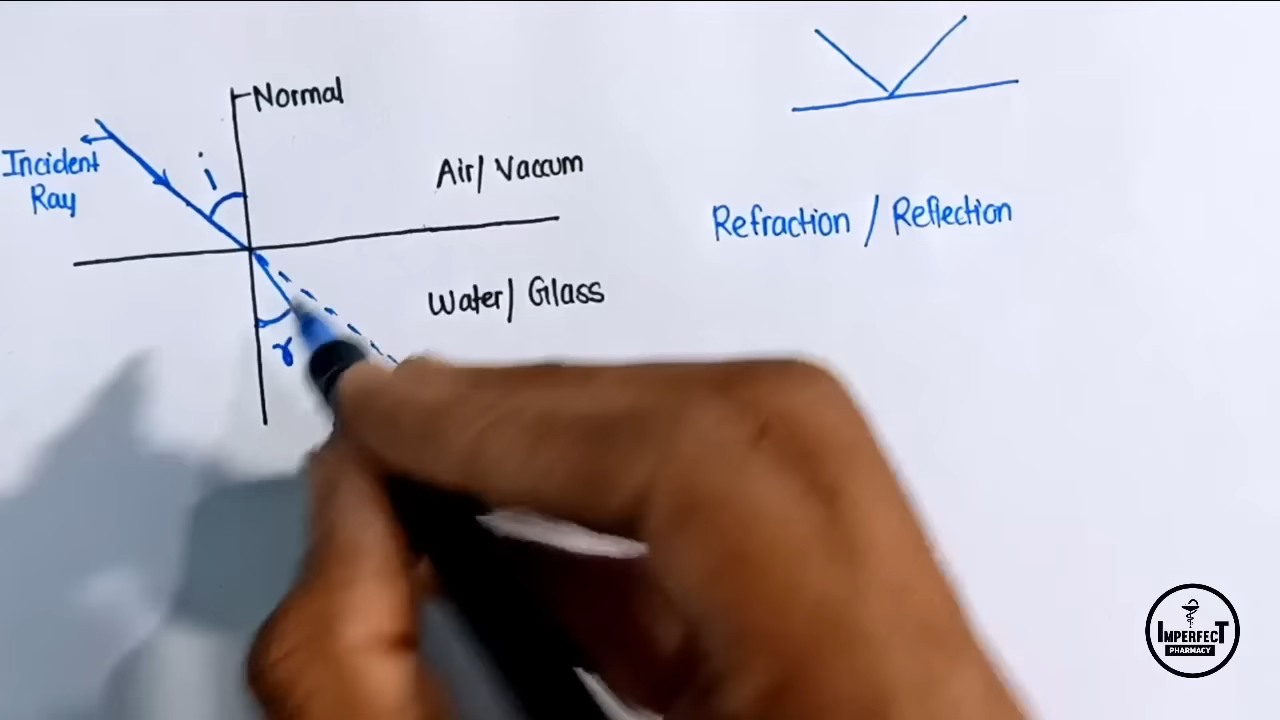 Normal
Incident
Ray
i
Air/ Vaccum
Refraction / Reflection
Water/ Glass
r
IMPERFECT
PHARMACY